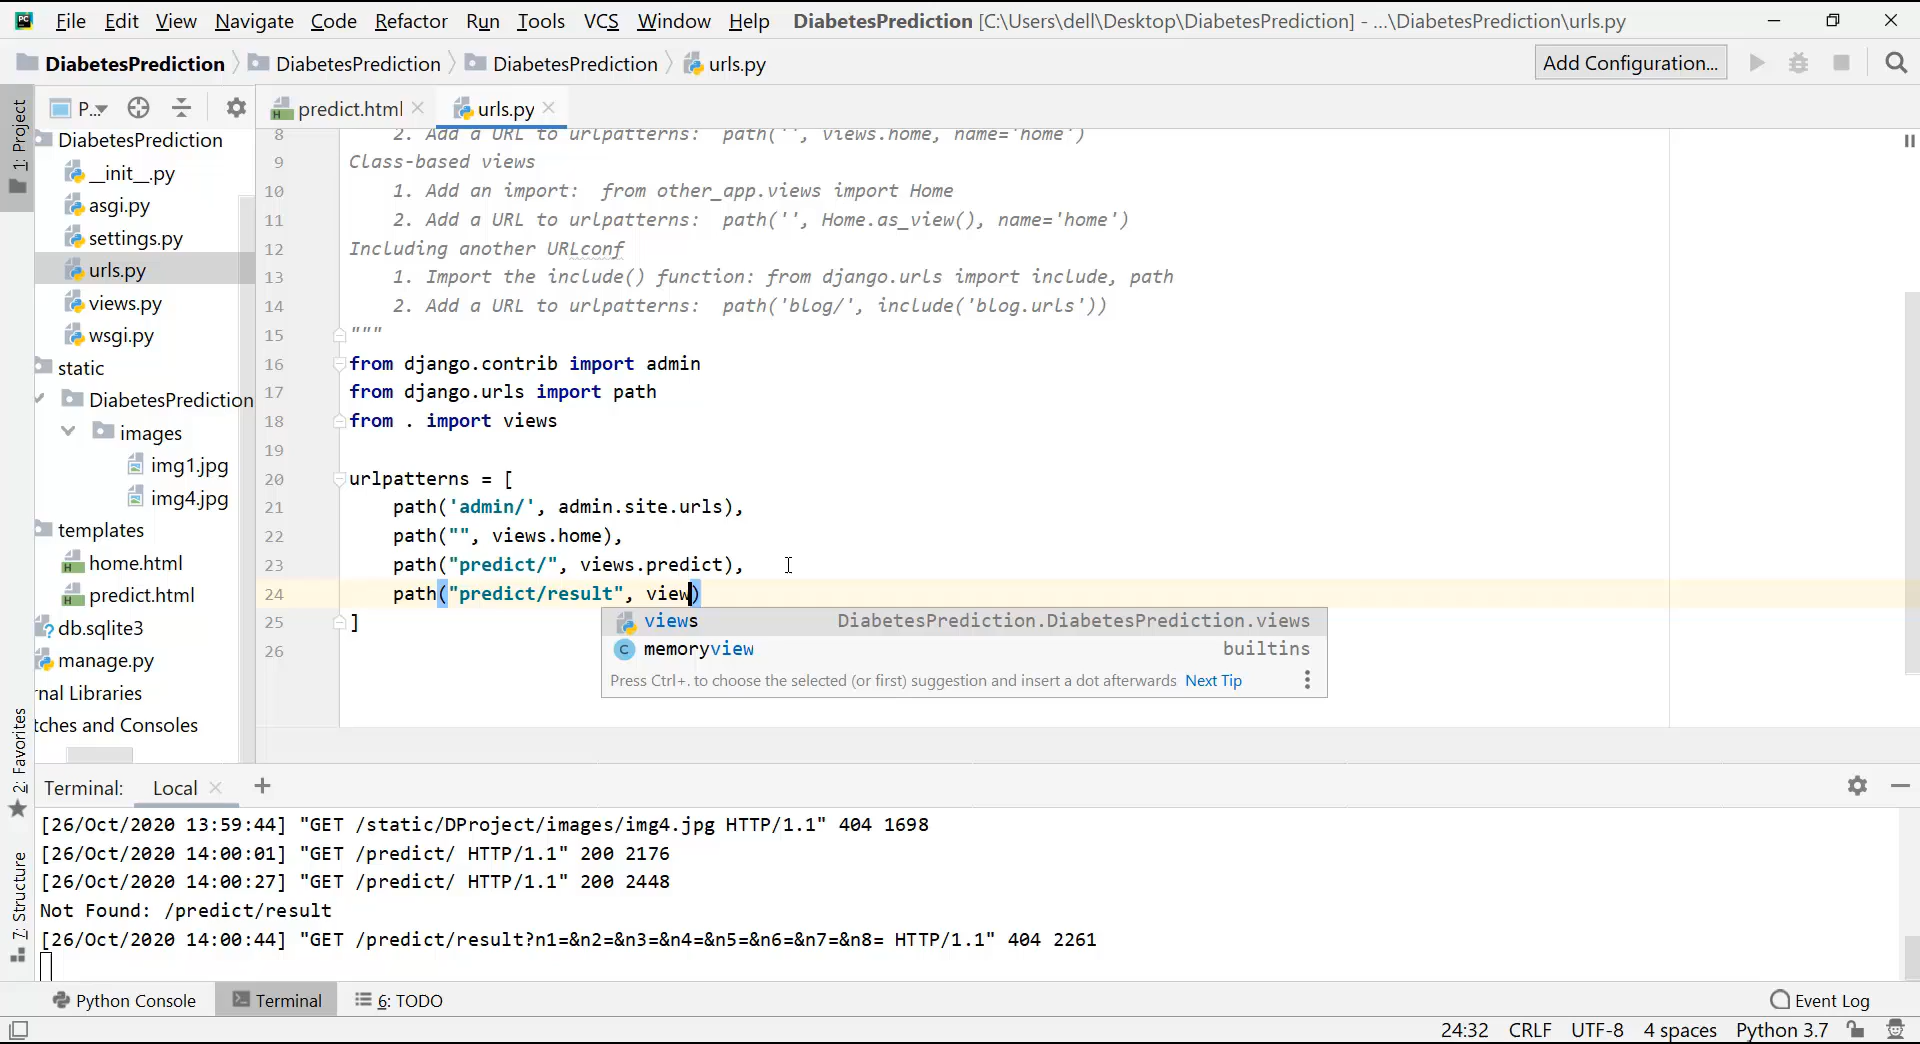 File Edit View Navigate Code Refactor Run Tools VCS Window Help DiabetesPrediction [C:\Users\dell\Desktop\DiabetesPrediction] - ...\DiabetesPrediction\urls.py
DiabetesPrediction DiabetesPrediction DiabetesPrediction urls.py Add Configuration...
1: Project
P..
predict.html urls.py
DiabetesPrediction
__init__.py
asgi.py
settings.py
urls.py
views.py
wsgi.py
static
DiabetesPrediction
images
img1.jpg
img4.jpg
templates
home.html
predict.html
db.sqlite3
manage.py
rnal Libraries
tches and Consoles
8 2. Add a URL to urlpatterns: path('', views.home, name='home')
9 Class-based views
10 1. Add an import: from other_app.views import Home
11 2. Add a URL to urlpatterns: path('', Home.as_view(), name='home')
12 Including another URLconf
13 1. Import the include() function: from django.urls import include, path
14 2. Add a URL to urlpatterns: path('blog/', include('blog.urls'))
15 """
16 from django.contrib import admin
17 from django.urls import path
18 from . import views
19
20 urlpatterns = [
21 path('admin/', admin.site.urls),
22 path("", views.home),
23 path("predict/", views.predict),
24 path("predict/result", view)
25 ]
26
views DiabetesPrediction.DiabetesPrediction.views
memoryview builtins
Press Ctrl+. to choose the selected (or first) suggestion and insert a dot afterwards Next Tip
2: Favorites
7: Structure
Terminal: Local
[26/Oct/2020 13:59:44] "GET /static/DProject/images/img4.jpg HTTP/1.1" 404 1698
[26/Oct/2020 14:00:01] "GET /predict/ HTTP/1.1" 200 2176
[26/Oct/2020 14:00:27] "GET /predict/ HTTP/1.1" 200 2448
Not Found: /predict/result
[26/Oct/2020 14:00:44] "GET /predict/result?n1=&n2=&n3=&n4=&n5=&n6=&n7=&n8= HTTP/1.1" 404 2261
Python Console Terminal 6: TODO Event Log
24:32 CRLF UTF-8 4 spaces Python 3.7